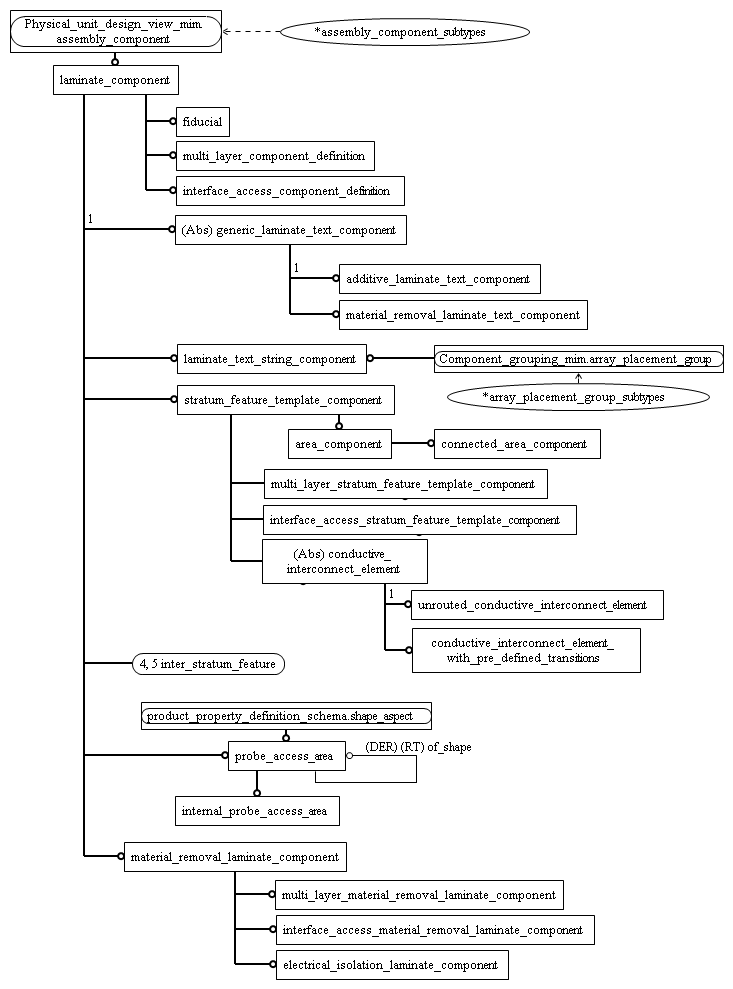 Physical_unit_design_view_mim.
assembly_component
*assembly_component_subtypes
laminate_component
fiducial
multi_layer_component_definition
interface_access_component_definition
1
(Abs) generic_laminate_text_component
1
additive_laminate_text_component
material_removal_laminate_text_component
laminate_text_string_component
Component_grouping_mim.array_placement_group
*array_placement_group_subtypes
stratum_feature_template_component
area_component
connected_area_component
multi_layer_stratum_feature_template_component
interface_access_stratum_feature_template_component
(Abs) conductive_
interconnect_element
1
unrouted_conductive_interconnect_element
conductive_interconnect_element_
with_pre_defined_transitions
4, 5 inter_stratum_feature
product_property_definition_schema.shape_aspect
(DER) (RT) of_shape
probe_access_area
internal_probe_access_area
material_removal_laminate_component
multi_layer_material_removal_laminate_component
interface_access_material_removal_laminate_component
electrical_isolation_laminate_component